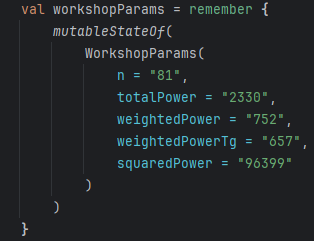 val workshopParams = remember {
    mutableStateOf(
        WorkshopParams(
            n = "81",
            totalPower = "2330",
            weightedPower = "752",
            weightedPowerTg = "657",
            squaredPower = "96399"
        )
    )
}